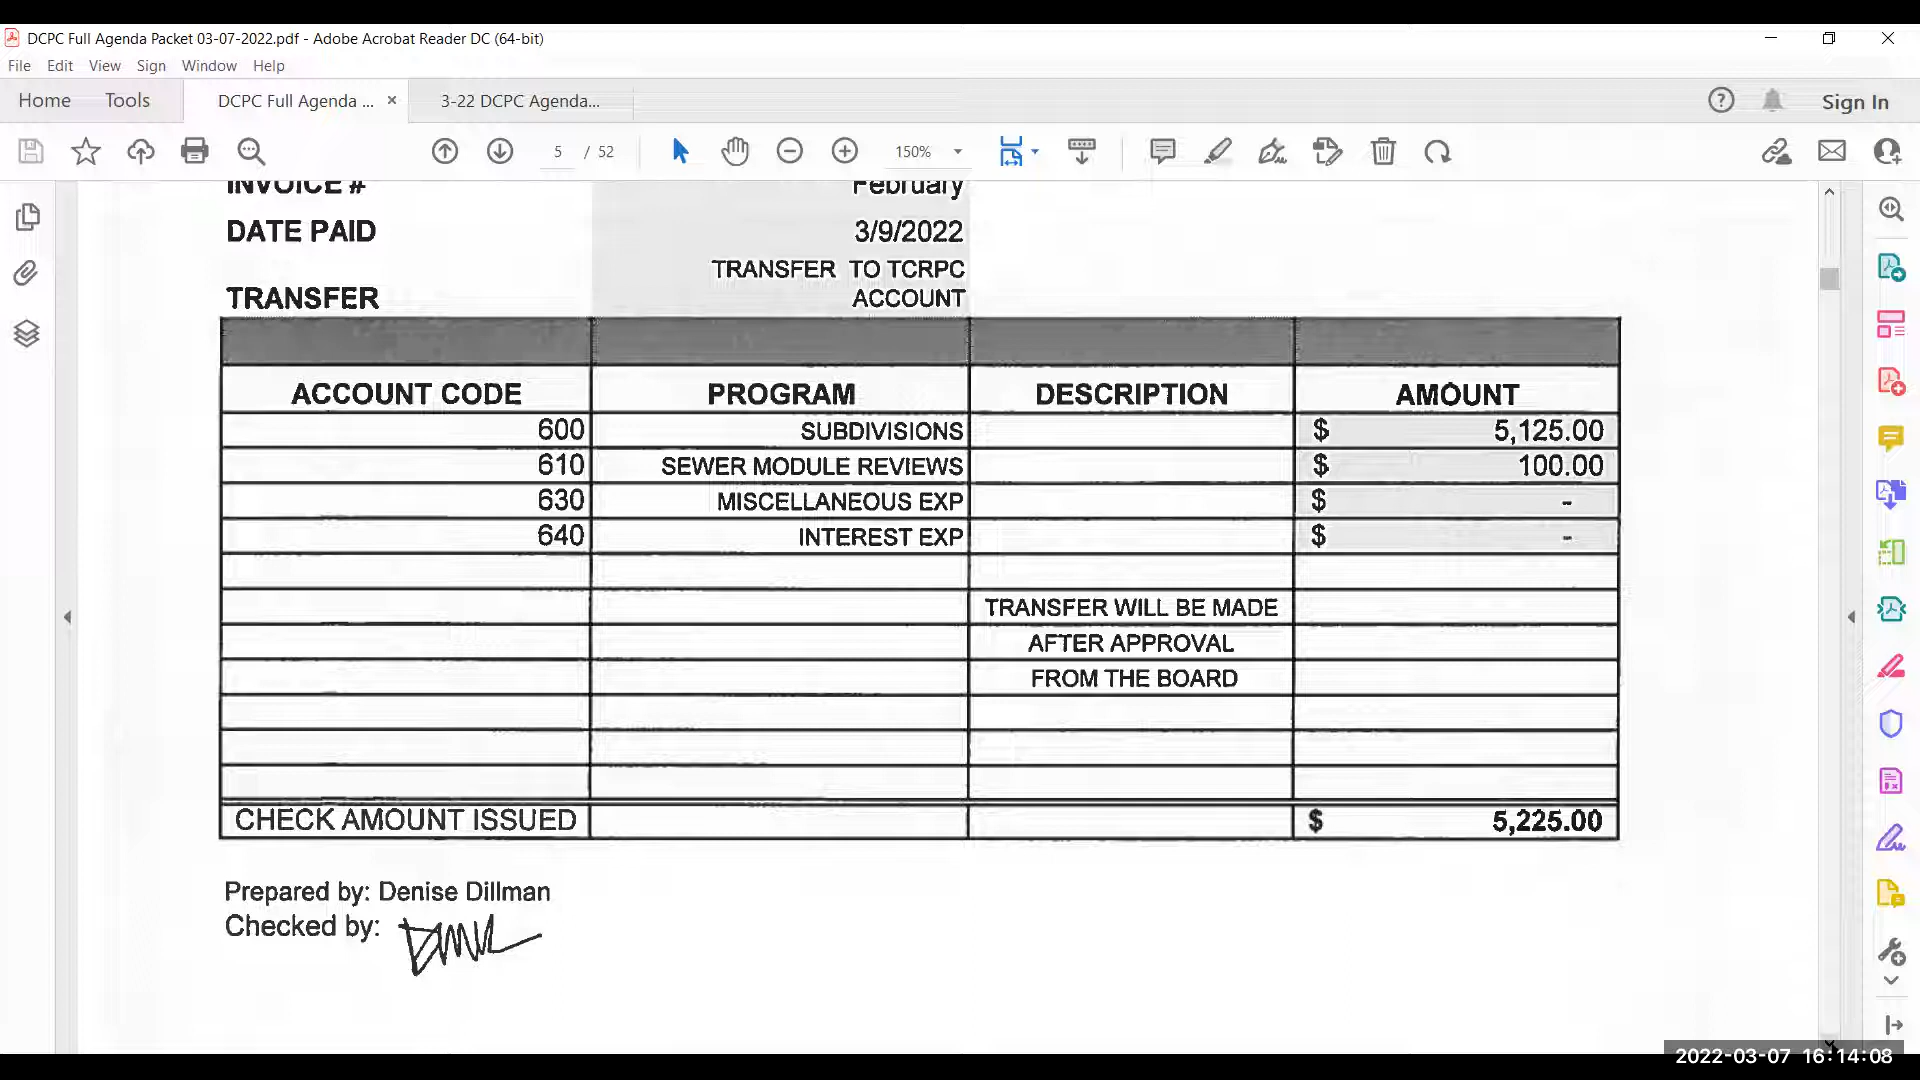 DCPC Full Agenda Packet 03-07-2022.pdf - Adobe Acrobat Reader DC (64-bit)
File Edit View Sign Window Help
Home Tools DCPC Full Agenda ... × 3-22 DCPC Agenda... Sign In
5 / 52 150%
INVOICE # February
DATE PAID 3/9/2022
TRANSFER TO TCRPC
TRANSFER ACCOUNT
ACCOUNT CODE PROGRAM DESCRIPTION AMOUNT
600 SUBDIVISIONS $ 5,125.00
610 SEWER MODULE REVIEWS $ 100.00
630 MISCELLANEOUS EXP $ -
640 INTEREST EXP $ -
TRANSFER WILL BE MADE
AFTER APPROVAL
FROM THE BOARD
CHECK AMOUNT ISSUED $ 5,225.00
Prepared by: Denise Dillman
Checked by:
2022-03-07 16:14:08